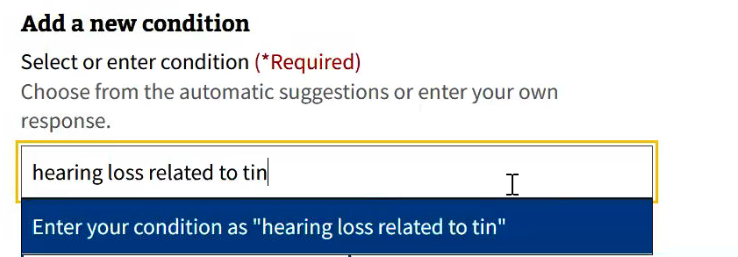 Add a new condition
Select or enter condition (*Required)
Choose from the automatic suggestions or enter your own
response.
hearing loss related to tin
Enter your condition as "hearing loss related to tin"